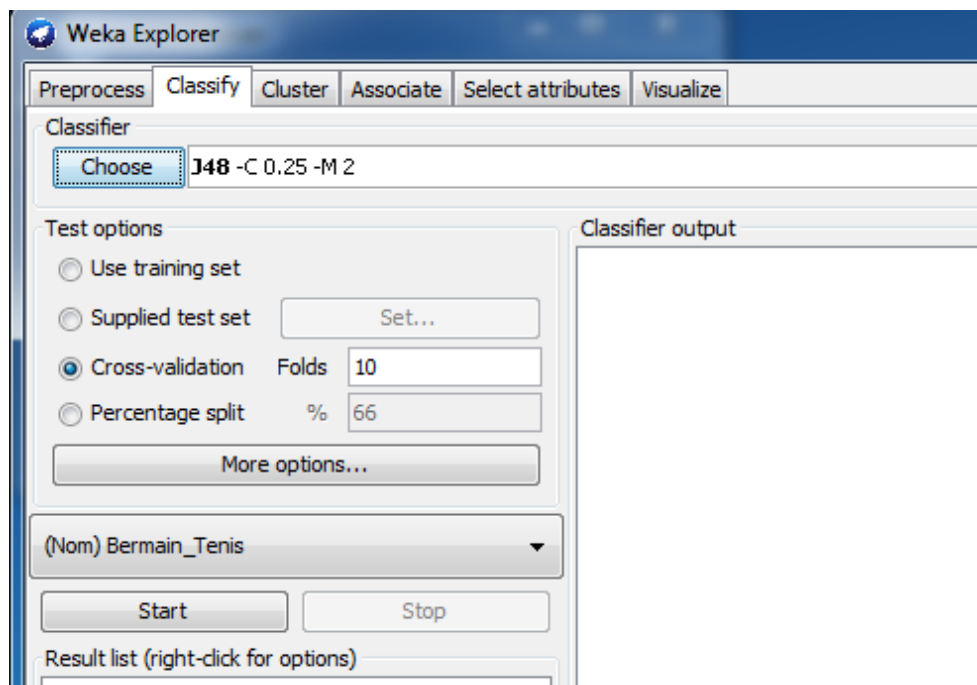 Weka Explorer
Preprocess Classify Cluster Associate Select attributes Visualize
Classifier
Choose J48 -C 0.25 -M 2
Test options
Use training set
Supplied test set Set...
Cross-validation Folds 10
Percentage split % 66
More options...
(Nom) Bermain_Tenis
Start Stop
Result list (right-click for options)
Classifier output